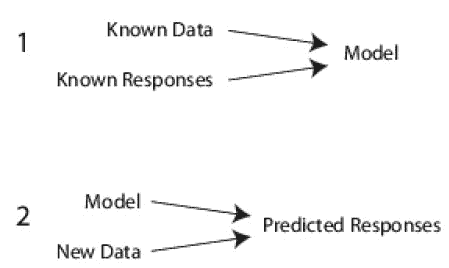 1
Known Data
Model
Known Responses
2
Model
Predicted Responses
New Data